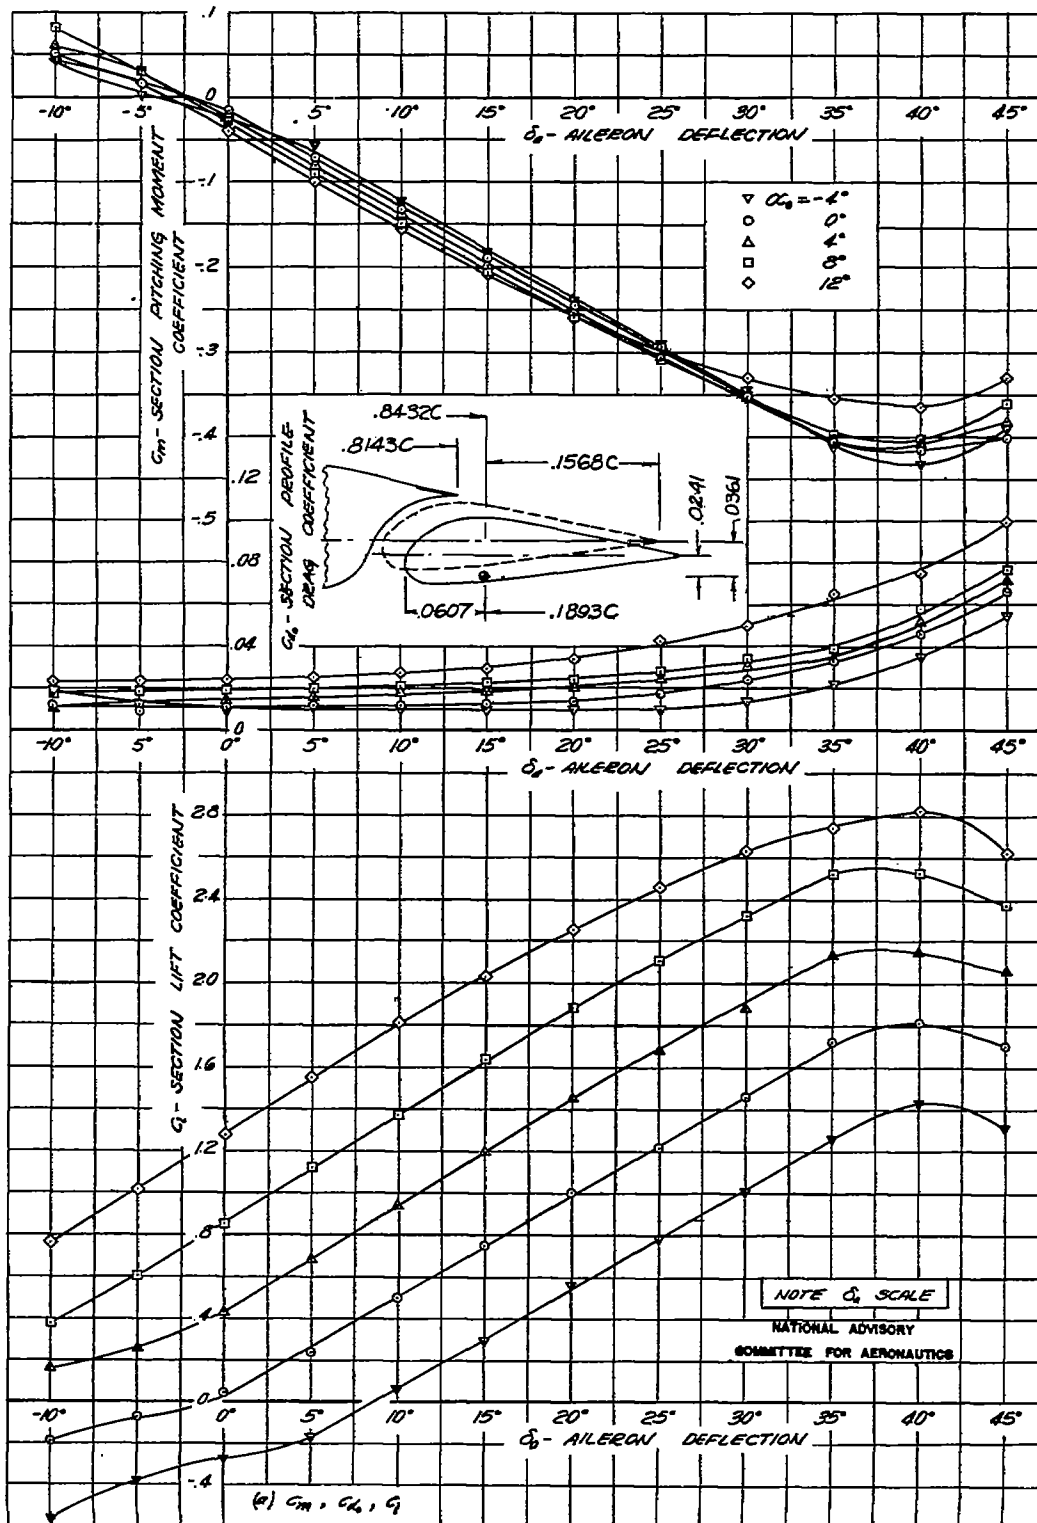 .1
0
-.1
-.2
-.3
-.4
-.5
-10° -5° 0° 5° 10° 15° 20° 25° 30° 35° 40° 45°
δa - AILERON DEFLECTION
Cm - SECTION PITCHING MOMENT
COEFFICIENT
▽ α0 = -4°
○ 0°
△ 4°
□ 8°
◇ 12°
.8432C
.8143C
.1568C
.0241
.0361
.0607
.1893C
Cd0 - SECTION PROFILE
DRAG COEFFICIENT
.12
.08
.04
0
-10° -5° 0° 5° 10° 15° 20° 25° 30° 35° 40° 45°
δa - AILERON DEFLECTION
Cl - SECTION LIFT COEFFICIENT
2.8
2.4
2.0
1.6
1.2
.8
.4
0
-.4
NOTE δa SCALE
NATIONAL ADVISORY
COMMITTEE FOR AERONAUTICS
-10° -5° 0° 5° 10° 15° 20° 25° 30° 35° 40° 45°
δa - AILERON DEFLECTION
(a) Cm, Cd0, Cl